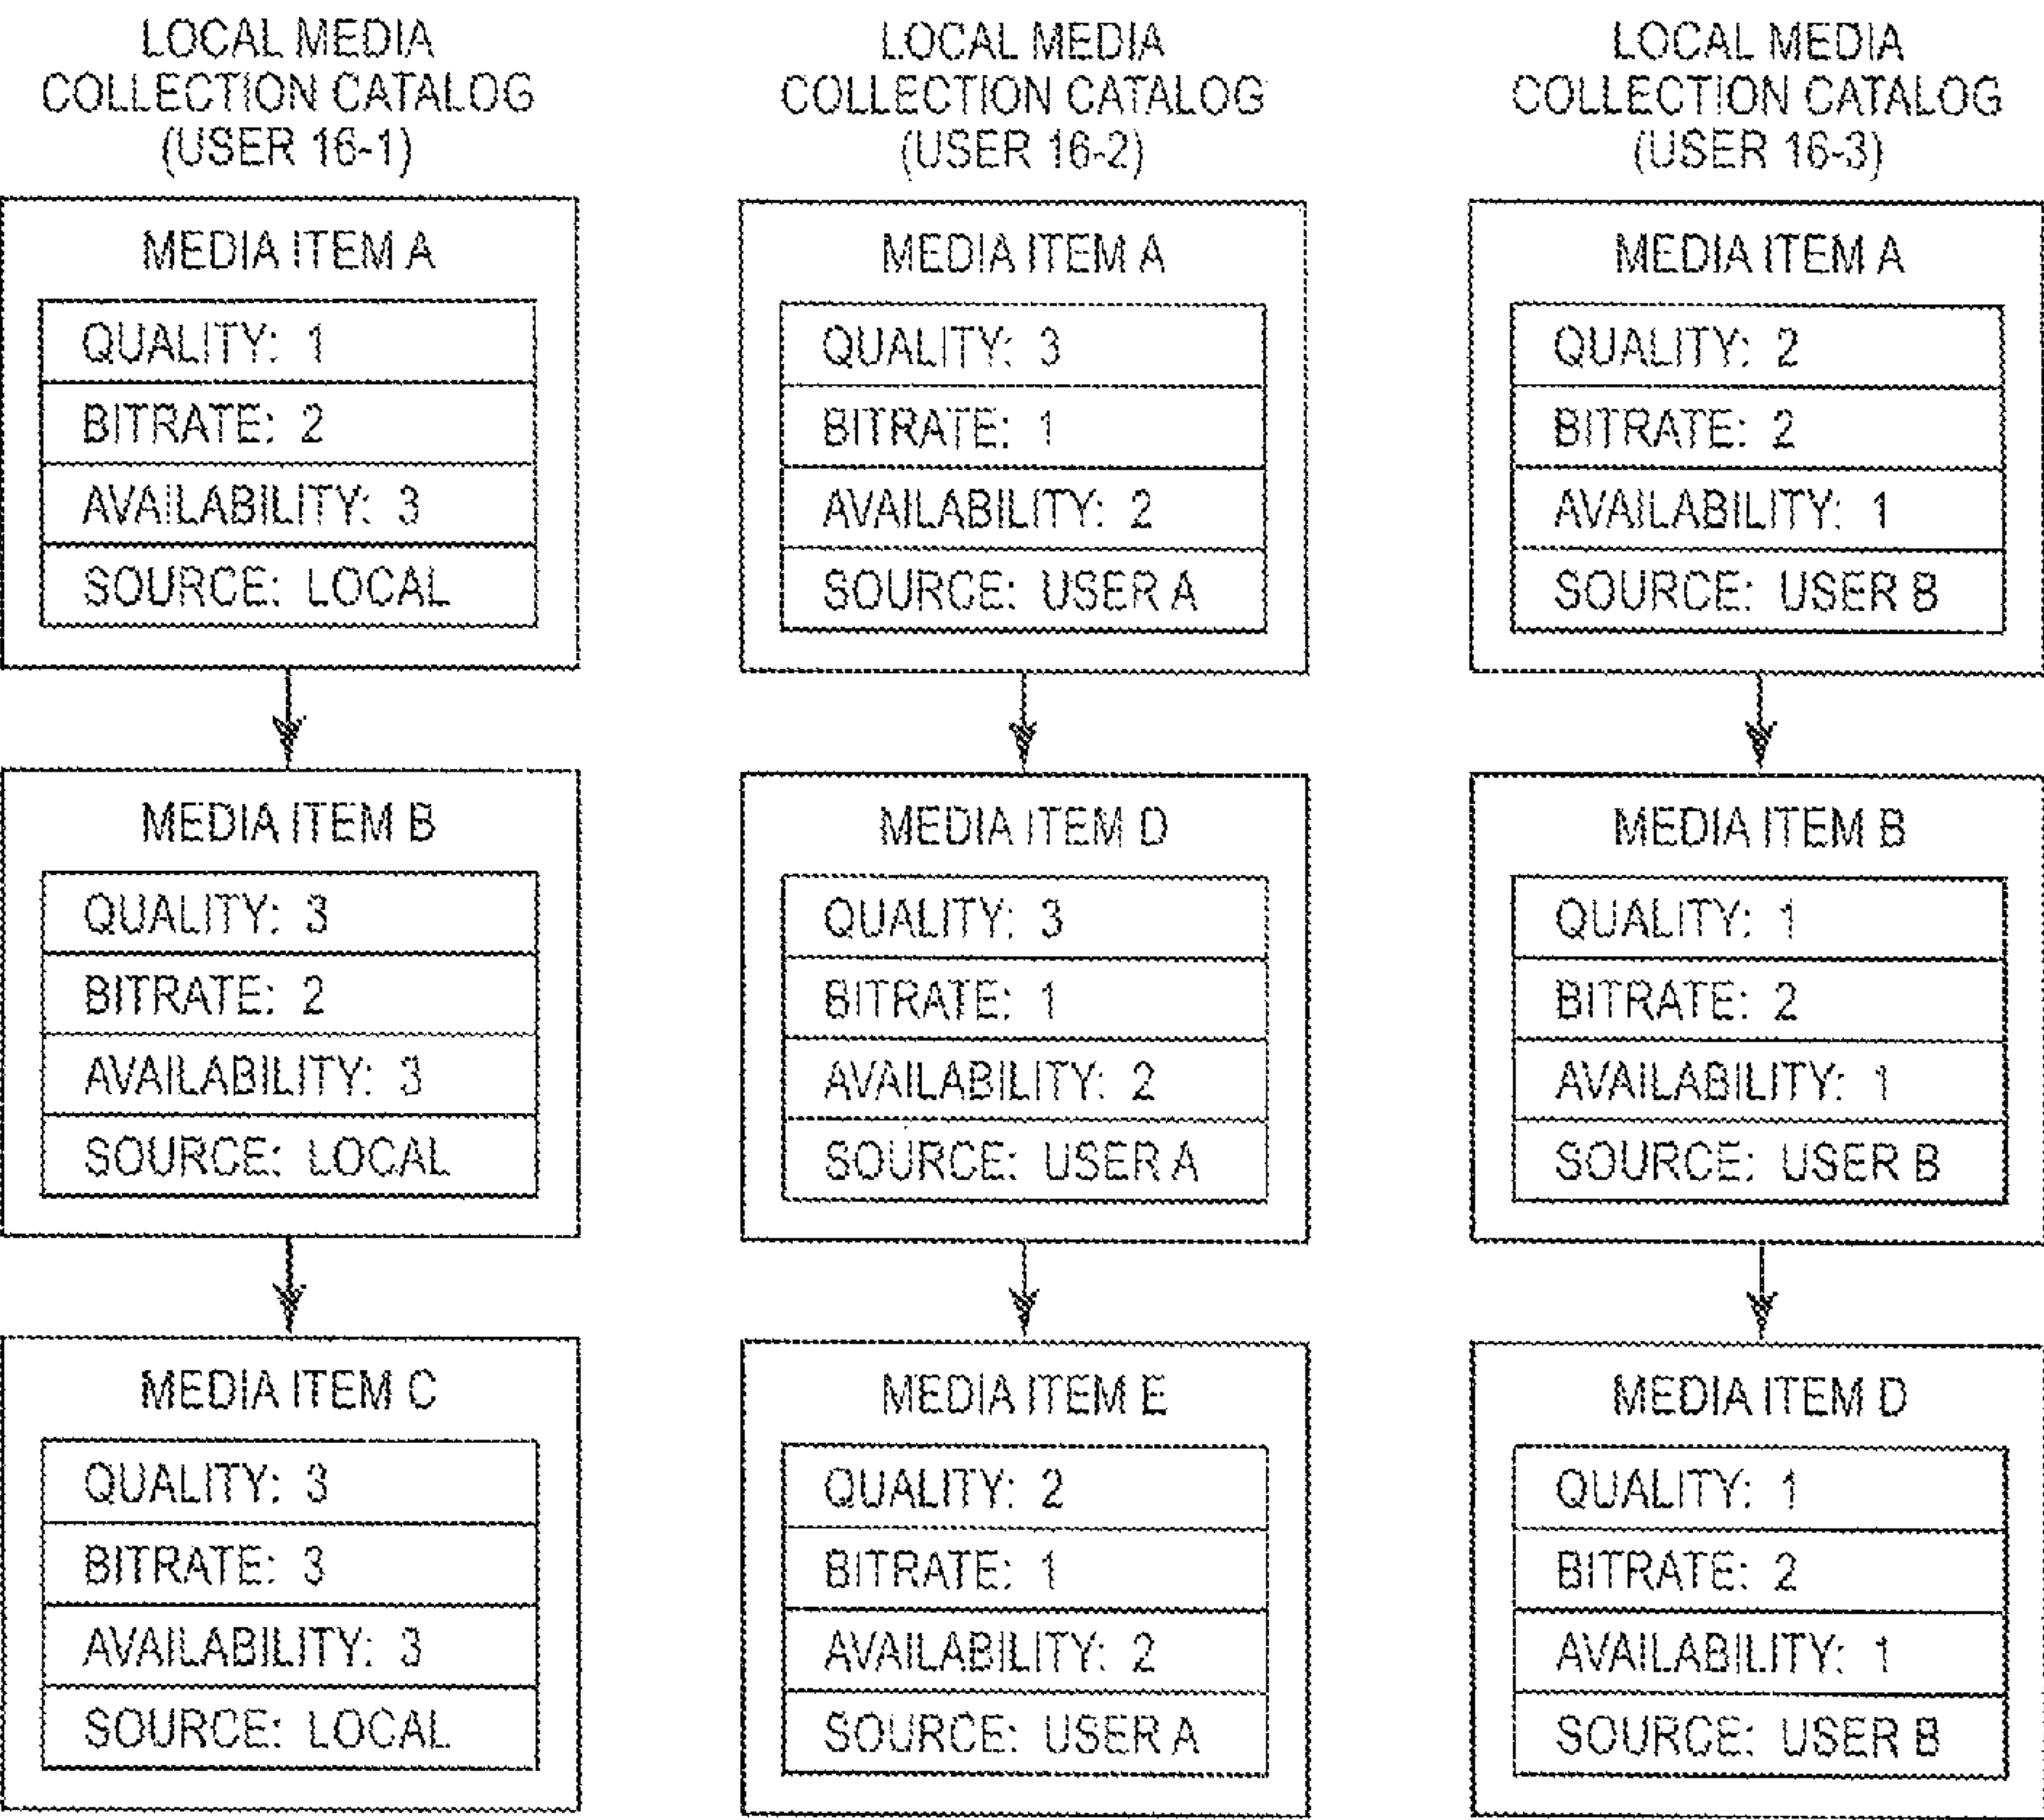 LOCAL MEDIA
COLLECTION CATALOG
(USER 16-1)
MEDIA ITEM A
QUALITY: 1
BITRATE: 2
AVAILABILITY: 3
SOURCE: LOCAL
MEDIA ITEM B
QUALITY: 3
BITRATE: 2
AVAILABILITY: 3
SOURCE: LOCAL
MEDIA ITEM C
QUALITY: 3
BITRATE: 3
AVAILABILITY: 3
SOURCE: LOCAL
LOCAL MEDIA
COLLECTION CATALOG
(USER 16-2)
MEDIA ITEM A
QUALITY: 3
BITRATE: 1
AVAILABILITY: 2
SOURCE: USER A
MEDIA ITEM D
QUALITY: 3
BITRATE: 1
AVAILABILITY: 2
SOURCE: USER A
MEDIA ITEM E
QUALITY: 2
BITRATE: 1
AVAILABILITY: 2
SOURCE: USER A
LOCAL MEDIA
COLLECTION CATALOG
(USER 16-3)
MEDIA ITEM A
QUALITY: 2
BITRATE: 2
AVAILABILITY: 1
SOURCE: USER B
MEDIA ITEM B
QUALITY: 1
BITRATE: 2
AVAILABILITY: 1
SOURCE: USER B
MEDIA ITEM D
QUALITY: 1
BITRATE: 2
AVAILABILITY: 1
SOURCE: USER B